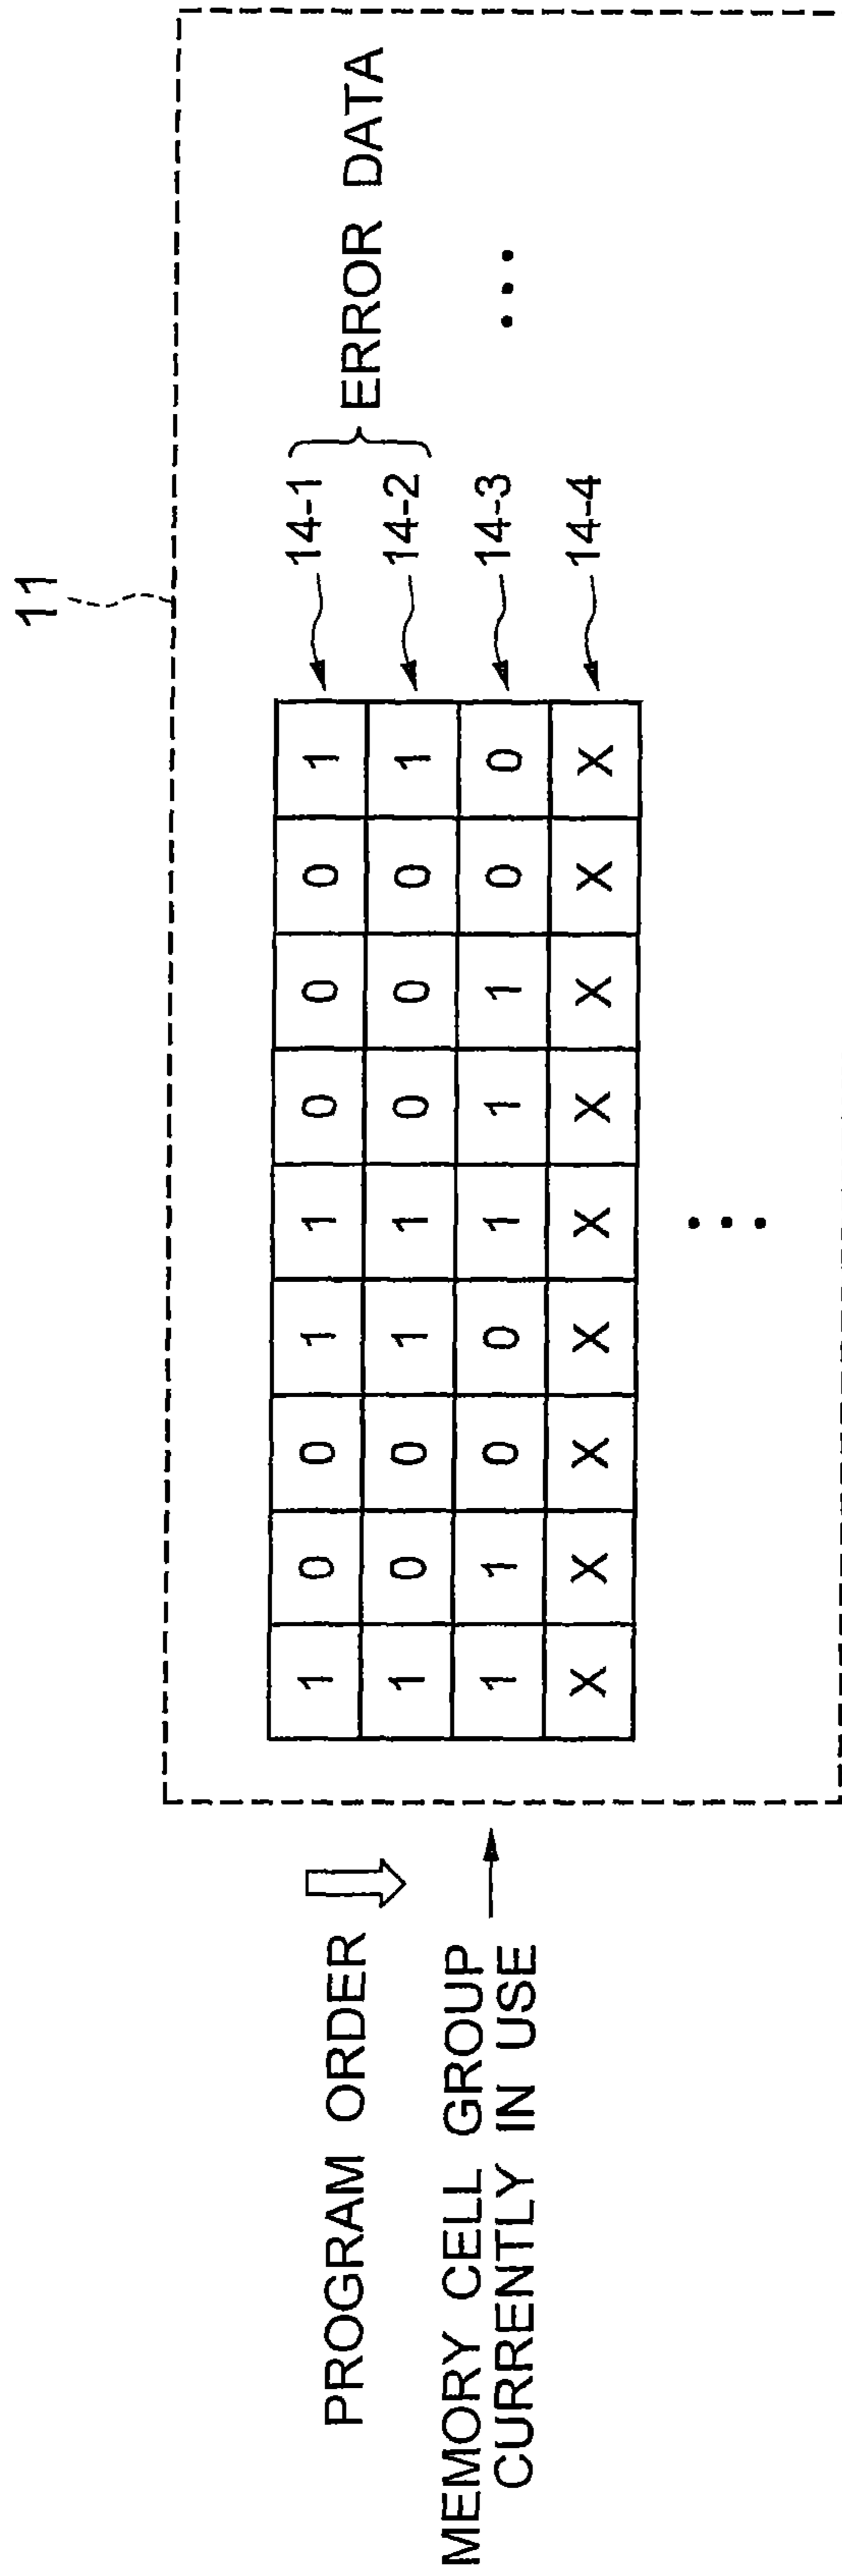 11
PROGRAM ORDER
MEMORY CELL GROUP
CURRENTLY IN USE
1 0 0 1 1 0 0 0 1 14-1
1 0 0 1 1 0 0 0 1 14-2
ERROR DATA
1 1 0 0 1 1 1 0 0 14-3 ...
X X X X X X X X X 14-4
...